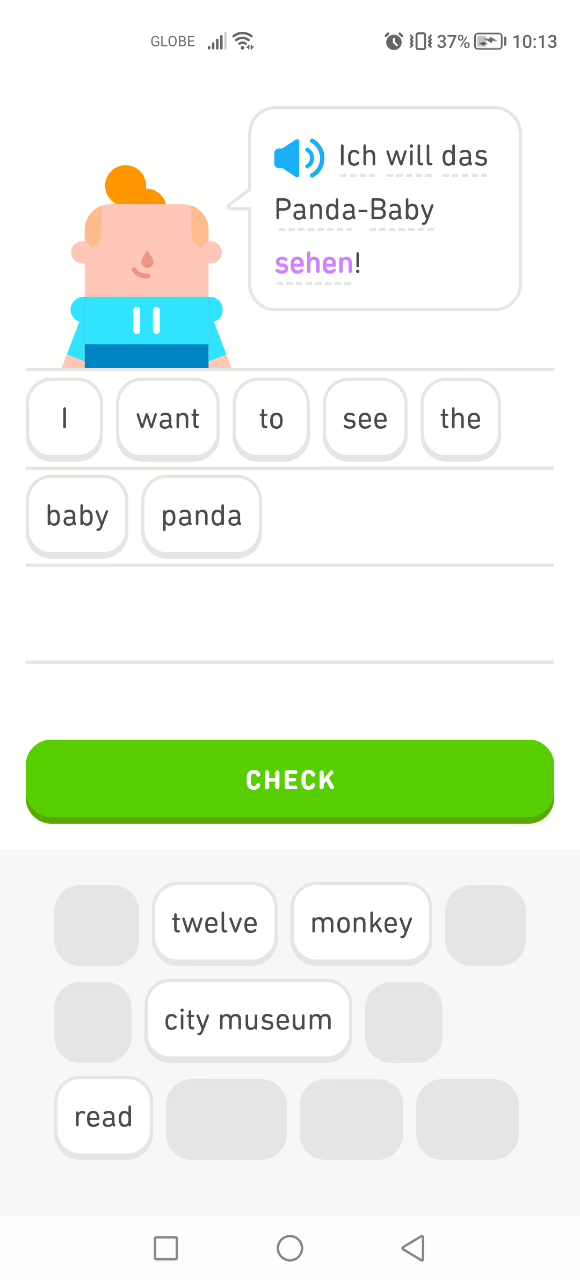 GLOBE 37% 10:13
Ich will das
Panda-Baby
sehen!
I want to see the
baby panda
CHECK
twelve monkey
city museum
read